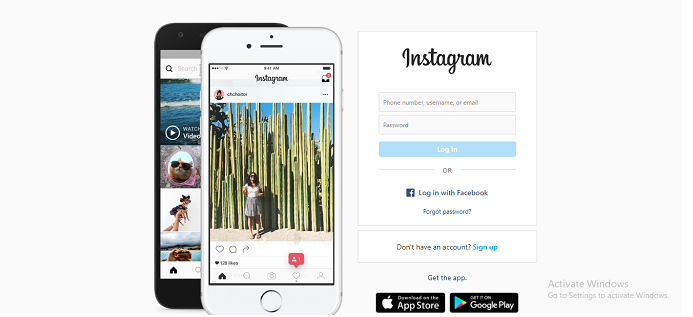 Search
WATCH
Video
9:41 AM
Instagram
chchoitoi
128 likes
1
Instagram
Phone number, username, or email
Password
Log In
OR
Log in with Facebook
Forgot password?
Don't have an account? Sign up
Get the app.
Download on the
App Store
GET IT ON
Google Play
Activate Windows
Go to Settings to activate Windows.